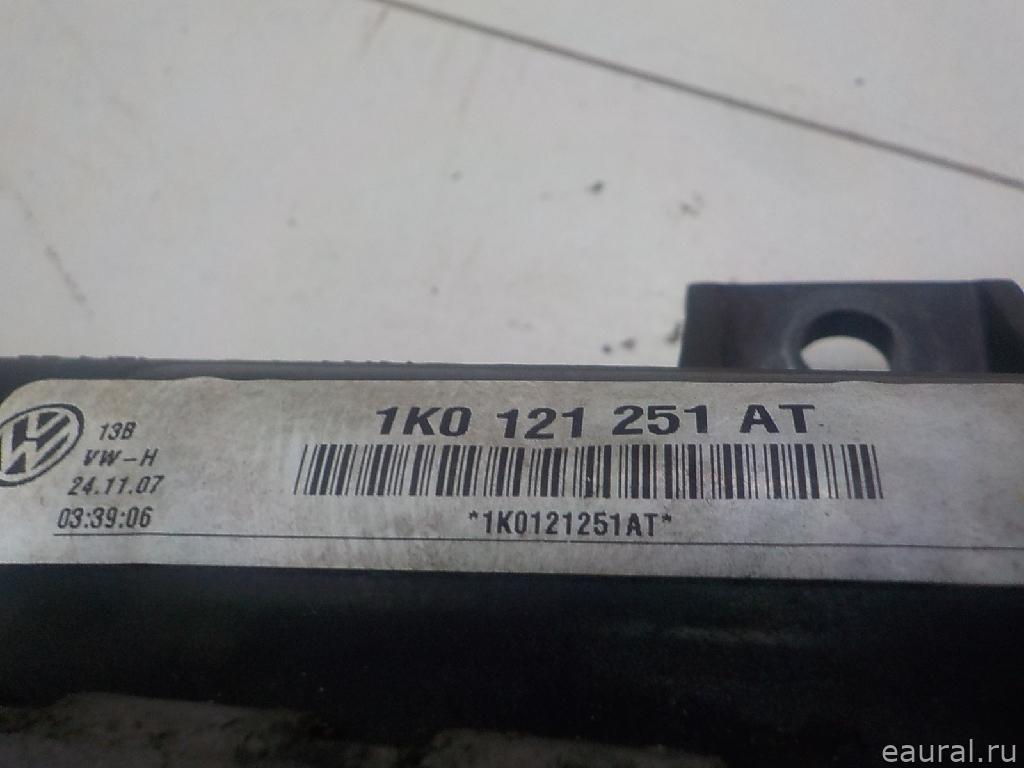 13B
VW-H
24.11.07
03:39:06
1K0 121 251 AT
*1K0121251AT*
eaural.ru